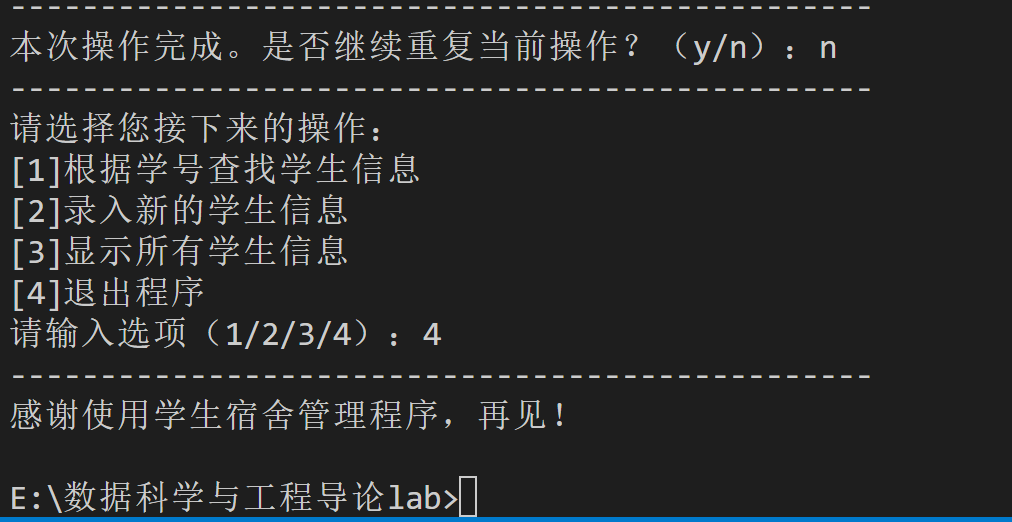 ------------------------------------------------
本次操作完成。是否继续重复当前操作？（y/n）：n
------------------------------------------------
请选择您接下来的操作：
[1]根据学号查找学生信息
[2]录入新的学生信息
[3]显示所有学生信息
[4]退出程序
请输入选项（1/2/3/4）：4
------------------------------------------------
感谢使用学生宿舍管理程序，再见！
E:\数据科学与工程导论lab>